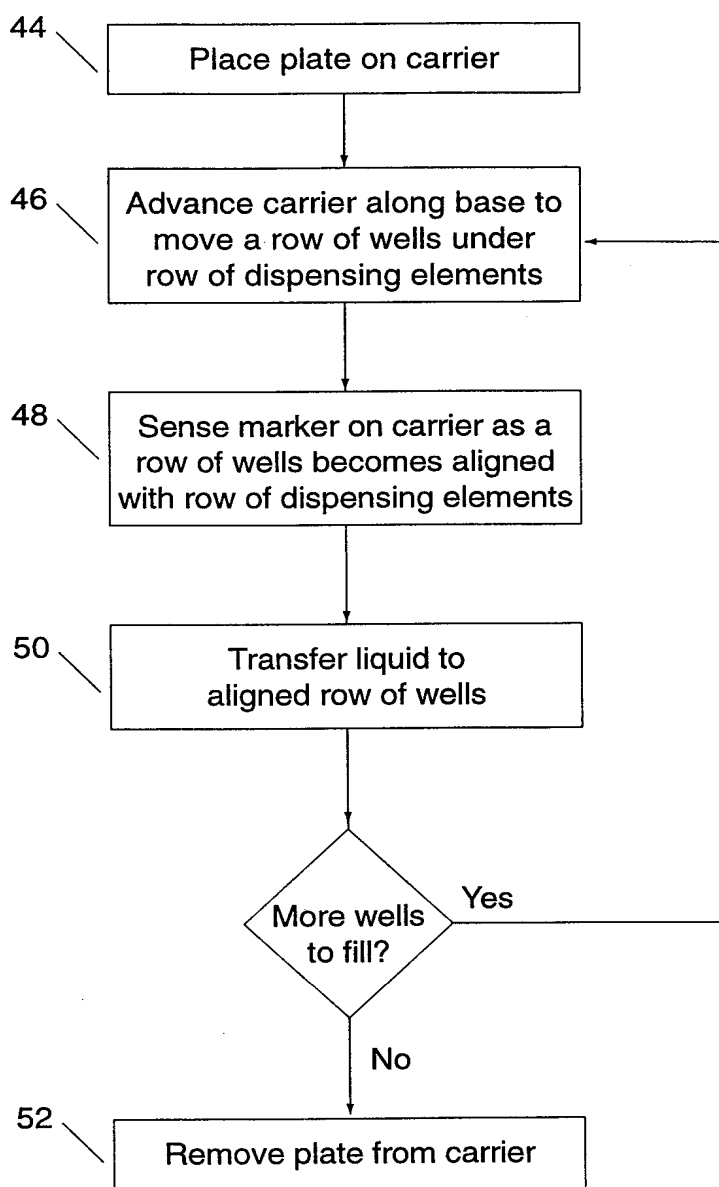 44
Place plate on carrier
46
Advance carrier along base to
move a row of wells under
row of dispensing elements
48
Sense marker on carrier as a
row of wells becomes aligned
with row of dispensing elements
50
Transfer liquid to
aligned row of wells
More wells
to fill?
Yes
No
52
Remove plate from carrier